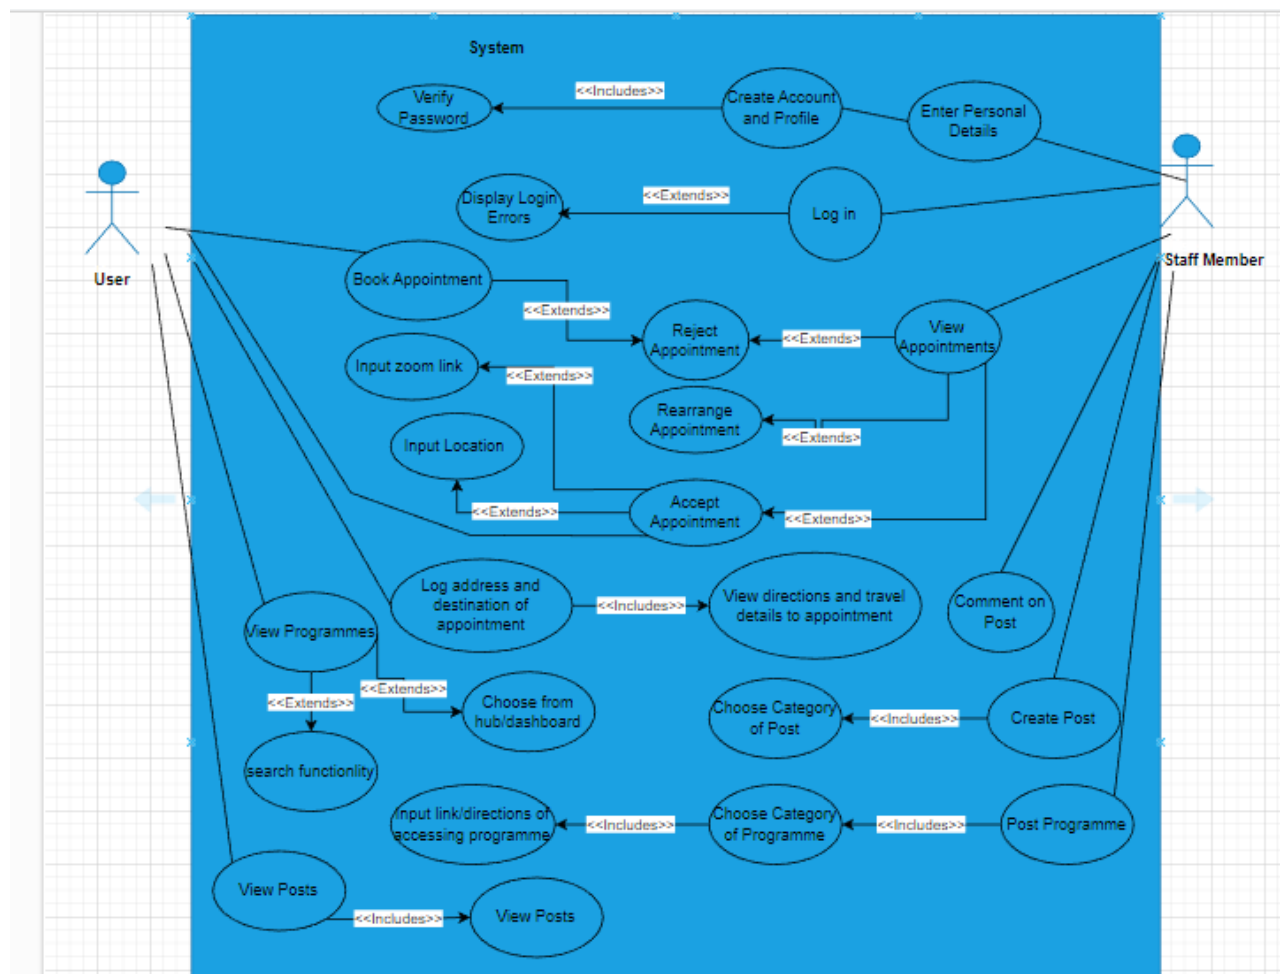 System
Verify
Password
<<Includes>>
Create Account
and Profile
Enter Personal
Details
Display Login
Errors
<<Extends>>
Log in
User
Staff Member
Book Appointment
<<Extends>>
Reject
Appointment
<<Extends>
View
Appointments
Input zoom link
<<Extends>>
Rearrange
Appointment
<<Extends>
Input Location
<<Extends>>
Accept
Appointment
<<Extends>>
Log address and
destination of
appointment
<<Includes>>
View directions and travel
details to appointment
Comment on
Post
View Programmes
<<Extends>>
<<Extends>>
Choose from
hub/dashboard
Choose Category
of Post
<<Includes>>
Create Post
search functionlity
Input link/directions of
accessing programme
<<Includes>>
Choose Category
of Programme
<<Includes>>
Post Programme
View Posts
<<Includes>>
View Posts